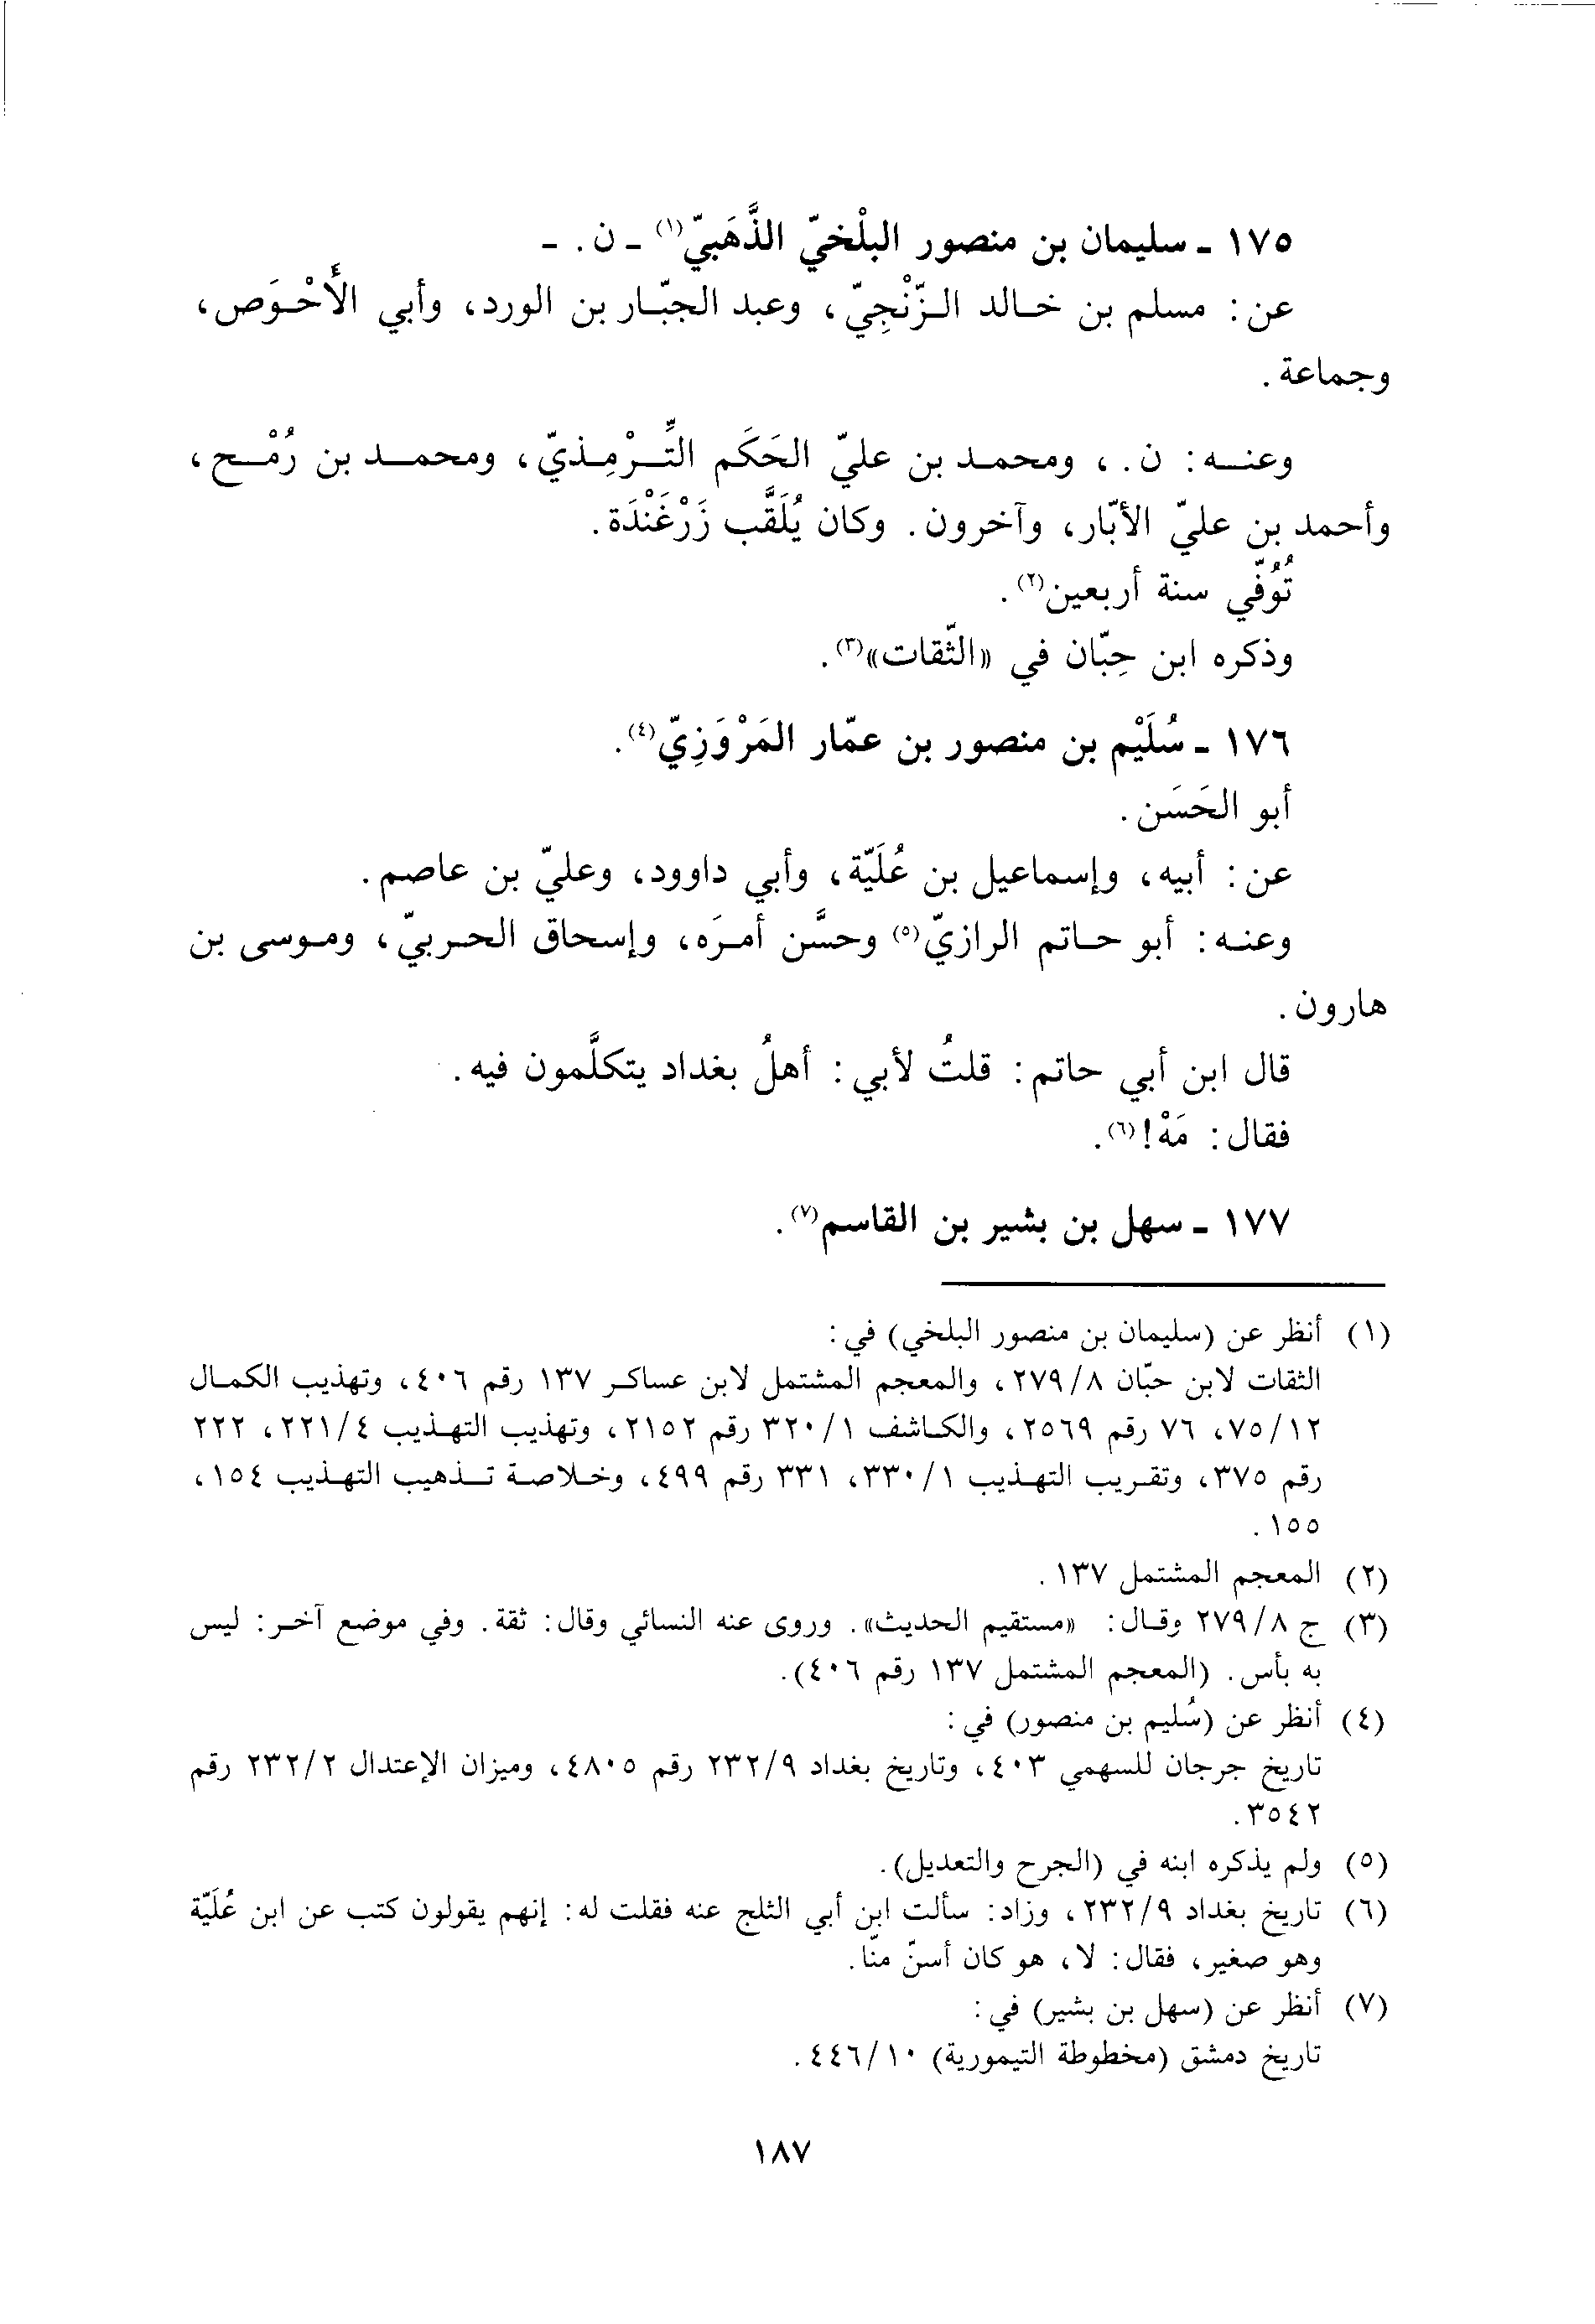 ١٧٥ ـ سليمان بن منصور البلْخيّ الذَّهَبيّ(١) ـ ن. ـ
عن: مسلم بن خالد الزّنْجِيّ، وعبد الجبّار بن الورد، وأبي الأَحْوَص،
وجماعة.
وعنه: ن.، ومحمد بن عليّ الحَكَم التِّرْمِذيّ، ومحمد بن رُمْح،
وأحمد بن عليّ الأبّار، وآخرون. وكان يُلَقَّب زَرْغَنْدَة.
تُوُفّي سنة أربعين(٢).
وذكره ابن حِبّان في «الثّقات»(٣).
١٧٦ ـ سُلَيْم بن منصور بن عمّار المَرْوَزِيّ(٤).
أبو الحَسَن.
عن: أبيه، وإسماعيل بن عُلَيّة، وأبي داوود، وعليّ بن عاصم.
وعنه: أبو حاتم الرازيّ(٥) وحسَّن أمرَه، وإسحاق الحربيّ، وموسى بن
هارون.
قال ابن أبي حاتم: قلتُ لأبي: أهلُ بغداد يتكلَّمون فيه.
فقال: مَهْ!(٦).
١٧٧ ـ سهل بن بشير بن القاسم(٧).
(١) أنظر عن (سليمان بن منصور البلخي) في:
الثقات لابن حبّان ٢٧٩/٨، والمعجم المشتمل لابن عساكر ١٣٧ رقم ٤٠٦، وتهذيب الكمال
٧٥/١٢، ٧٦ رقم ٢٥٦٩، والكاشف ٣٢٠/١ رقم ٢١٥٢، وتهذيب التهذيب ٢٢١/٤، ٢٢٢
رقم ٣٧٥، وتقريب التهذيب ٣٣٠/١، ٣٣١ رقم ٤٩٩، وخلاصة تذهيب التهذيب ١٥٤،
١٥٥.
(٢) المعجم المشتمل ١٣٧.
(٣) ج ٢٧٩/٨ وقال: «مستقيم الحديث». وروى عنه النسائي وقال: ثقة. وفي موضع آخر: ليس
به بأس. (المعجم المشتمل ١٣٧ رقم ٤٠٦).
(٤) أنظر عن (سُليم بن منصور) في:
تاريخ جرجان للسهمي ٤٠٣، وتاريخ بغداد ٢٣٢/٩ رقم ٤٨٠٥، وميزان الإعتدال ٢٣٢/٢ رقم
٣٥٤٢.
(٥) ولم يذكره ابنه في (الجرح والتعديل).
(٦) تاريخ بغداد ٢٣٢/٩، وزاد: سألت ابن أبي الثلج عنه فقلت له: إنهم يقولون كتب عن ابن عُلَيّة
وهو صغير، فقال: لا، هو كان أسنّ منّا.
(٧) أنظر عن (سهل بن بشير) في:
تاريخ دمشق (مخطوطة التيمورية) ٤٤٦/١٠.
١٨٧